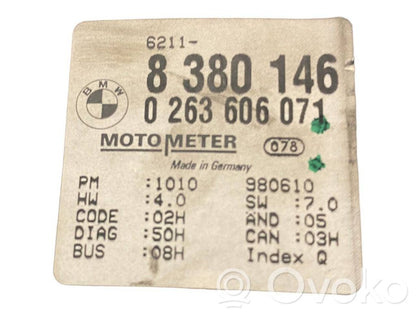 6211-
BMW
8 380 146
0 263 606 071
MOTOMETER
078
Made in Germany
PM :1010 980610
HW :4.0 SW :7.0
CODE :02H AND :05
DIAG :50H CAN :03H
BUS :08H Index Q
Ovoko